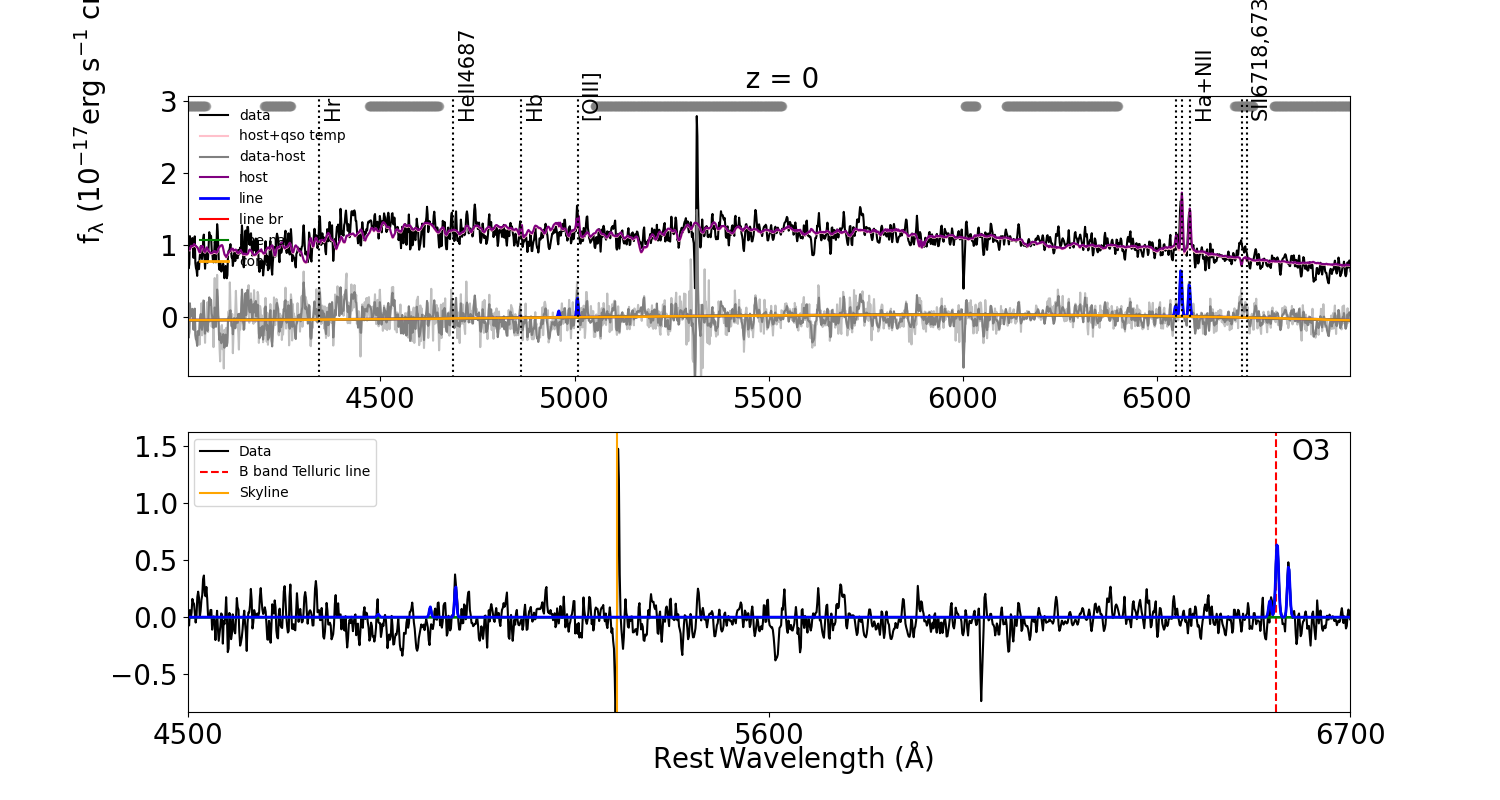 z = 0
f_λ (10^−17 erg s^−1
3
2
1
0
data
host+qso temp
data-host
host
line
line br
Hr
HeII4687
Hb
[OIII]
Ha+NII
SII6718,673
4500
5000
5500
6000
6500
1.5
1.0
0.5
0.0
−0.5
Data
B band Telluric line
Skyline
O3
4500
5600
6700
Rest Wavelength (Å)